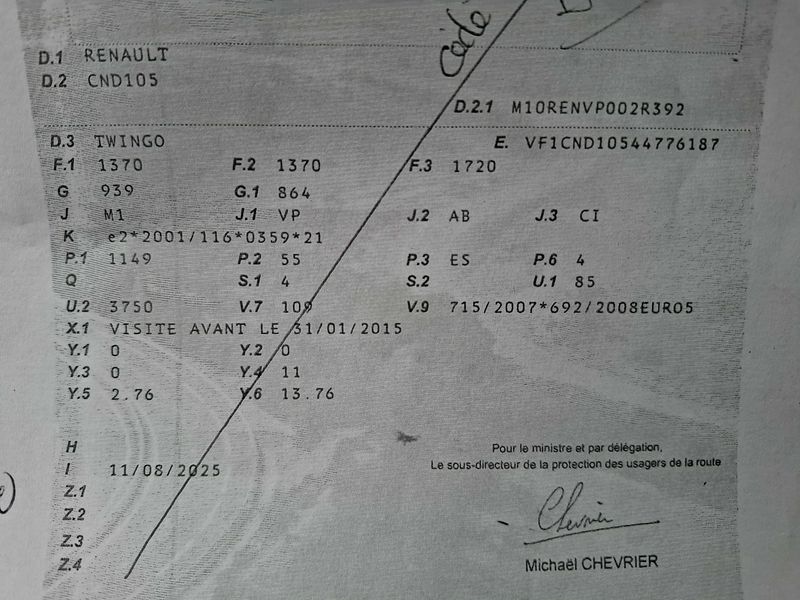 Cédé
D.1 RENAULT
D.2 CND105
D.2.1 M10RENVP002R392
D.3 TWINGO E. VF1CND10544776187
F.1 1370 F.2 1370 F.3 1720
G 939 G.1 864
J M1 J.1 VP J.2 AB J.3 CI
K e2*2001/116*0359*21
P.1 1149 P.2 55 P.3 ES P.6 4
Q S.1 4 S.2 U.1 85
U.2 3750 V.7 109 V.9 715/2007*692/2008EURO5
X.1 VISITE AVANT LE 31/01/2015
Y.1 0 Y.2 0
Y.3 0 Y.4 11
Y.5 2.76 Y.6 13.76
H
I 11/08/2025
Z.1
Z.2
Z.3
Z.4
Pour le ministre et par délégation,
Le sous-directeur de la protection des usagers de la route
Chevrier
Michaël CHEVRIER